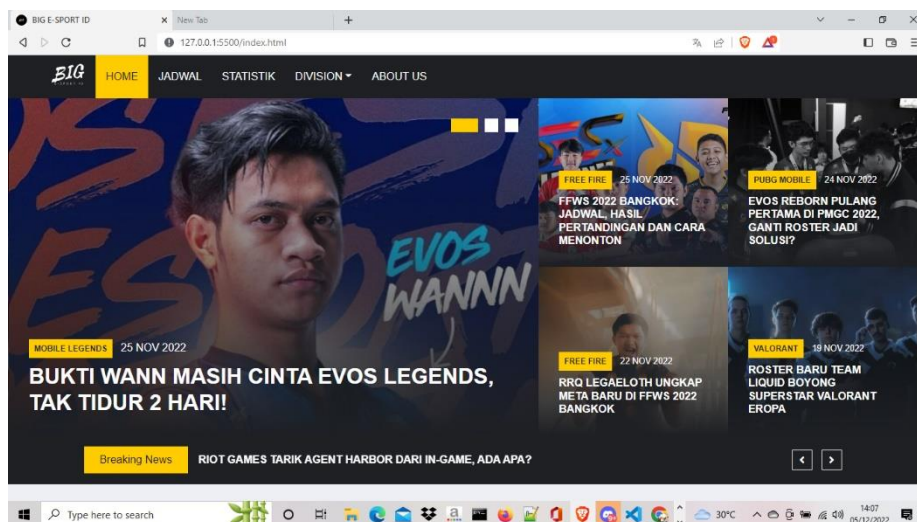 BIG E-SPORT ID
New Tab
127.0.0.1:5500/index.html
BIG
HOME
JADWAL
STATISTIK
DIVISION
ABOUT US
EVOS
WANNN
MOBILE LEGENDS 25 NOV 2022
BUKTI WANN MASIH CINTA EVOS LEGENDS,
TAK TIDUR 2 HARI!
FREE FIRE 25 NOV 2022
FFWS 2022 BANGKOK:
JADWAL, HASIL
PERTANDINGAN DAN CARA
MENONTON
PUBG MOBILE 24 NOV 2022
EVOS REBORN PULANG
PERTAMA DI PMGC 2022,
GANTI ROSTER JADI
SOLUSI?
FREE FIRE 22 NOV 2022
RRQ LEGAELOTH UNGKAP
META BARU DI FFWS 2022
BANGKOK
VALORANT 19 NOV 2022
ROSTER BARU TEAM
LIQUID BOYONG
SUPERSTAR VALORANT
EROPA
Breaking News
RIOT GAMES TARIK AGENT HARBOR DARI IN-GAME, ADA APA?
Type here to search
30°C
14:07
05/12/2022